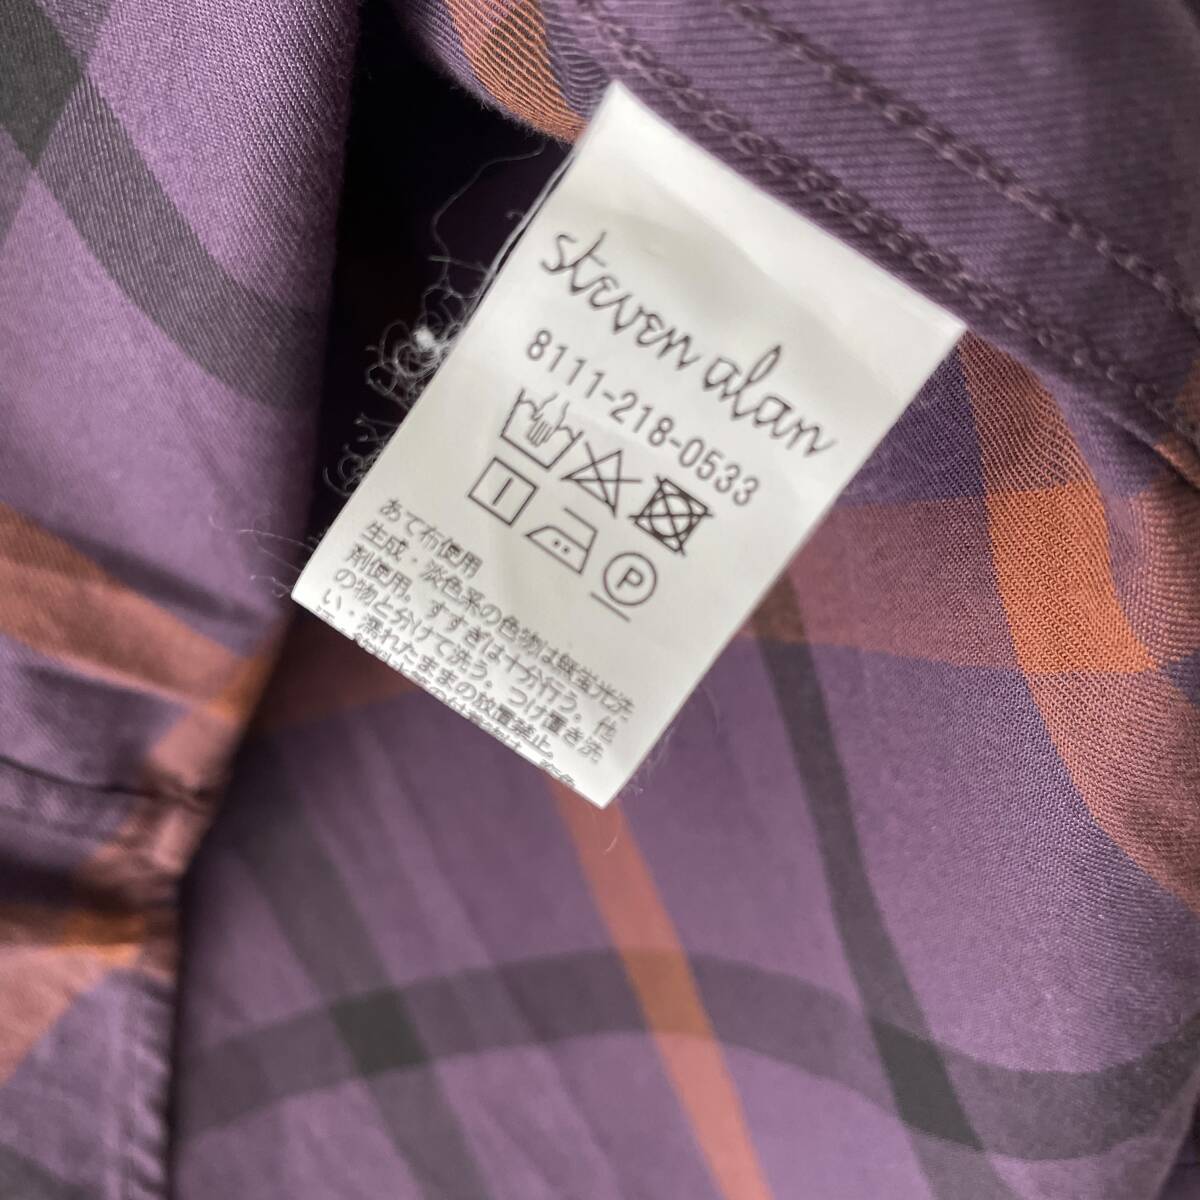 steven alan
8111-218-0533
P
あて布使用
生成・淡色系の色物は無蛍光洗
剤使用。すすぎは十分行う。他
の物と分けて洗う。つけ置き洗
い・濡れたままの放置禁止。